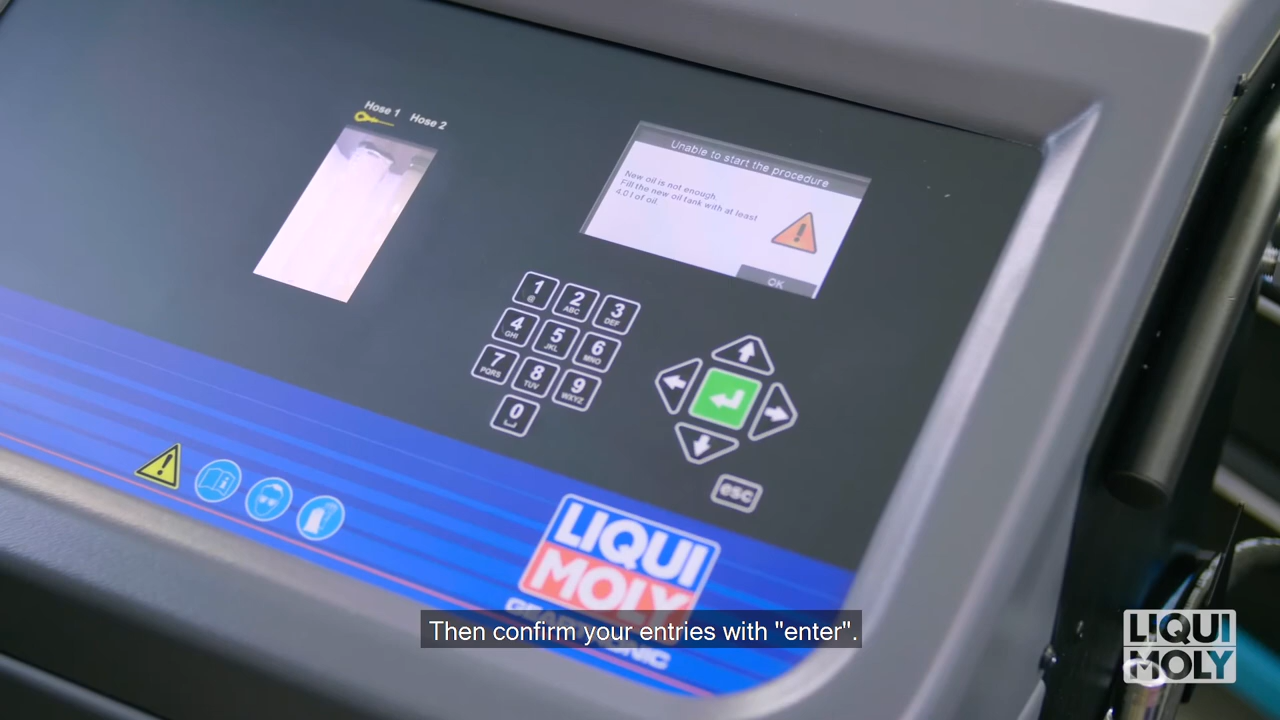 Hose 1 Hose 2
Unable to start the procedure
New oil is not enough.
Fill the new oil tank with at least
4.0 l of oil.
OK
1 2 3
@ ABC DEF
4 5 6
GHI JKL MNO
7 8 9
PQRS TUV WXYZ
0
esc
LIQUI
MOLY
Then confirm your entries with "enter".
LIQUI
MOLY